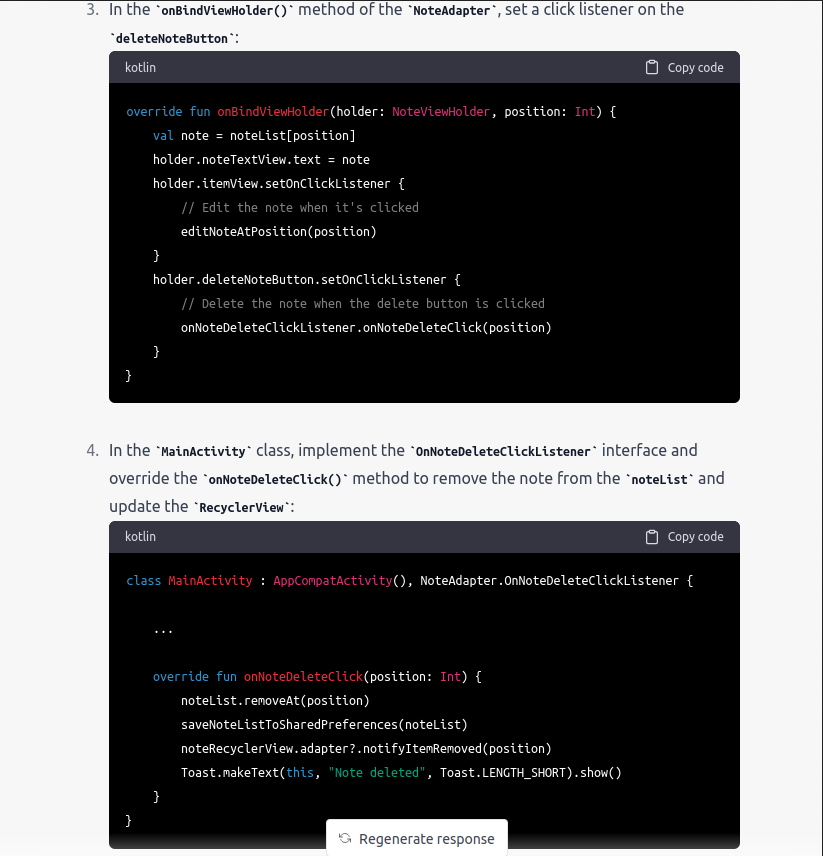 3. In the `onBindViewHolder()` method of the `NoteAdapter`, set a click listener on the
`deleteNoteButton`:
kotlin Copy code
override fun onBindViewHolder(holder: NoteViewHolder, position: Int) {
    val note = noteList[position]
    holder.noteTextView.text = note
    holder.itemView.setOnClickListener {
        // Edit the note when it's clicked
        editNoteAtPosition(position)
    }
    holder.deleteNoteButton.setOnClickListener {
        // Delete the note when the delete button is clicked
        onNoteDeleteClickListener.onNoteDeleteClick(position)
    }
}
4. In the `MainActivity` class, implement the `OnNoteDeleteClickListener` interface and
override the `onNoteDeleteClick()` method to remove the note from the `noteList` and
update the `RecyclerView`:
kotlin Copy code
class MainActivity : AppCompatActivity(), NoteAdapter.OnNoteDeleteClickListener {
    ...
    override fun onNoteDeleteClick(position: Int) {
        noteList.removeAt(position)
        saveNoteListToSharedPreferences(noteList)
        noteRecyclerView.adapter?.notifyItemRemoved(position)
        Toast.makeText(this, "Note deleted", Toast.LENGTH_SHORT).show()
    }
}
Regenerate response